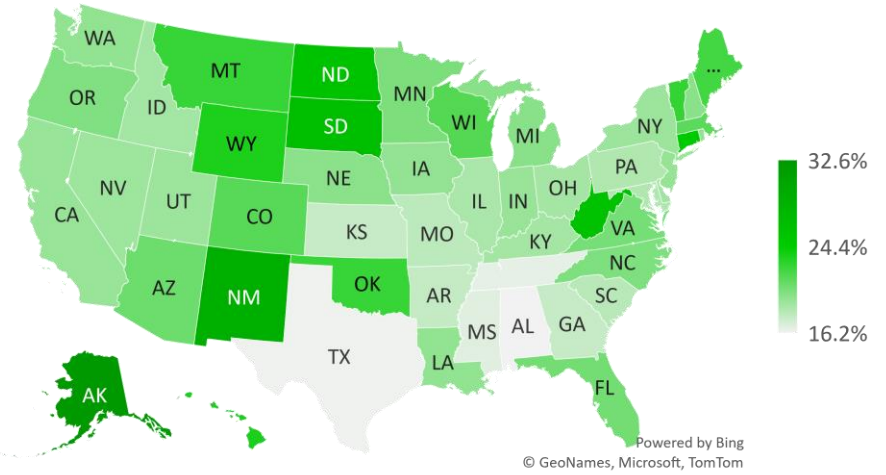 WA
MT
ND
MN
OR
ID
SD
WI
MI
...
WY
NY
NE
IA
PA
NV
UT
CO
IL
IN
OH
CA
KS
MO
KY
VA
AZ
NM
OK
AR
NC
SC
MS
AL
GA
TX
LA
AK
FL
32.6%
24.4%
16.2%
Powered by Bing
© GeoNames, Microsoft, TomTom